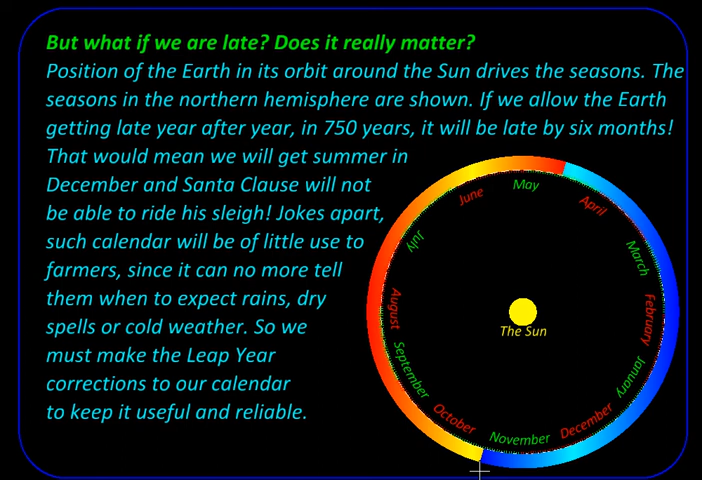 But what if we are late? Does it really matter?
Position of the Earth in its orbit around the Sun drives the seasons. The
seasons in the northern hemisphere are shown. If we allow the Earth
getting late year after year, in 750 years, it will be late by six months!
That would mean we will get summer in
December and Santa Clause will not
be able to ride his sleigh! Jokes apart,
such calendar will be of little use to
farmers, since it can no more tell
them when to expect rains, dry
spells or cold weather. So we
must make the Leap Year
corrections to our calendar
to keep it useful and reliable.
May
April
March
February
January
December
November
October
September
August
July
June
The Sun